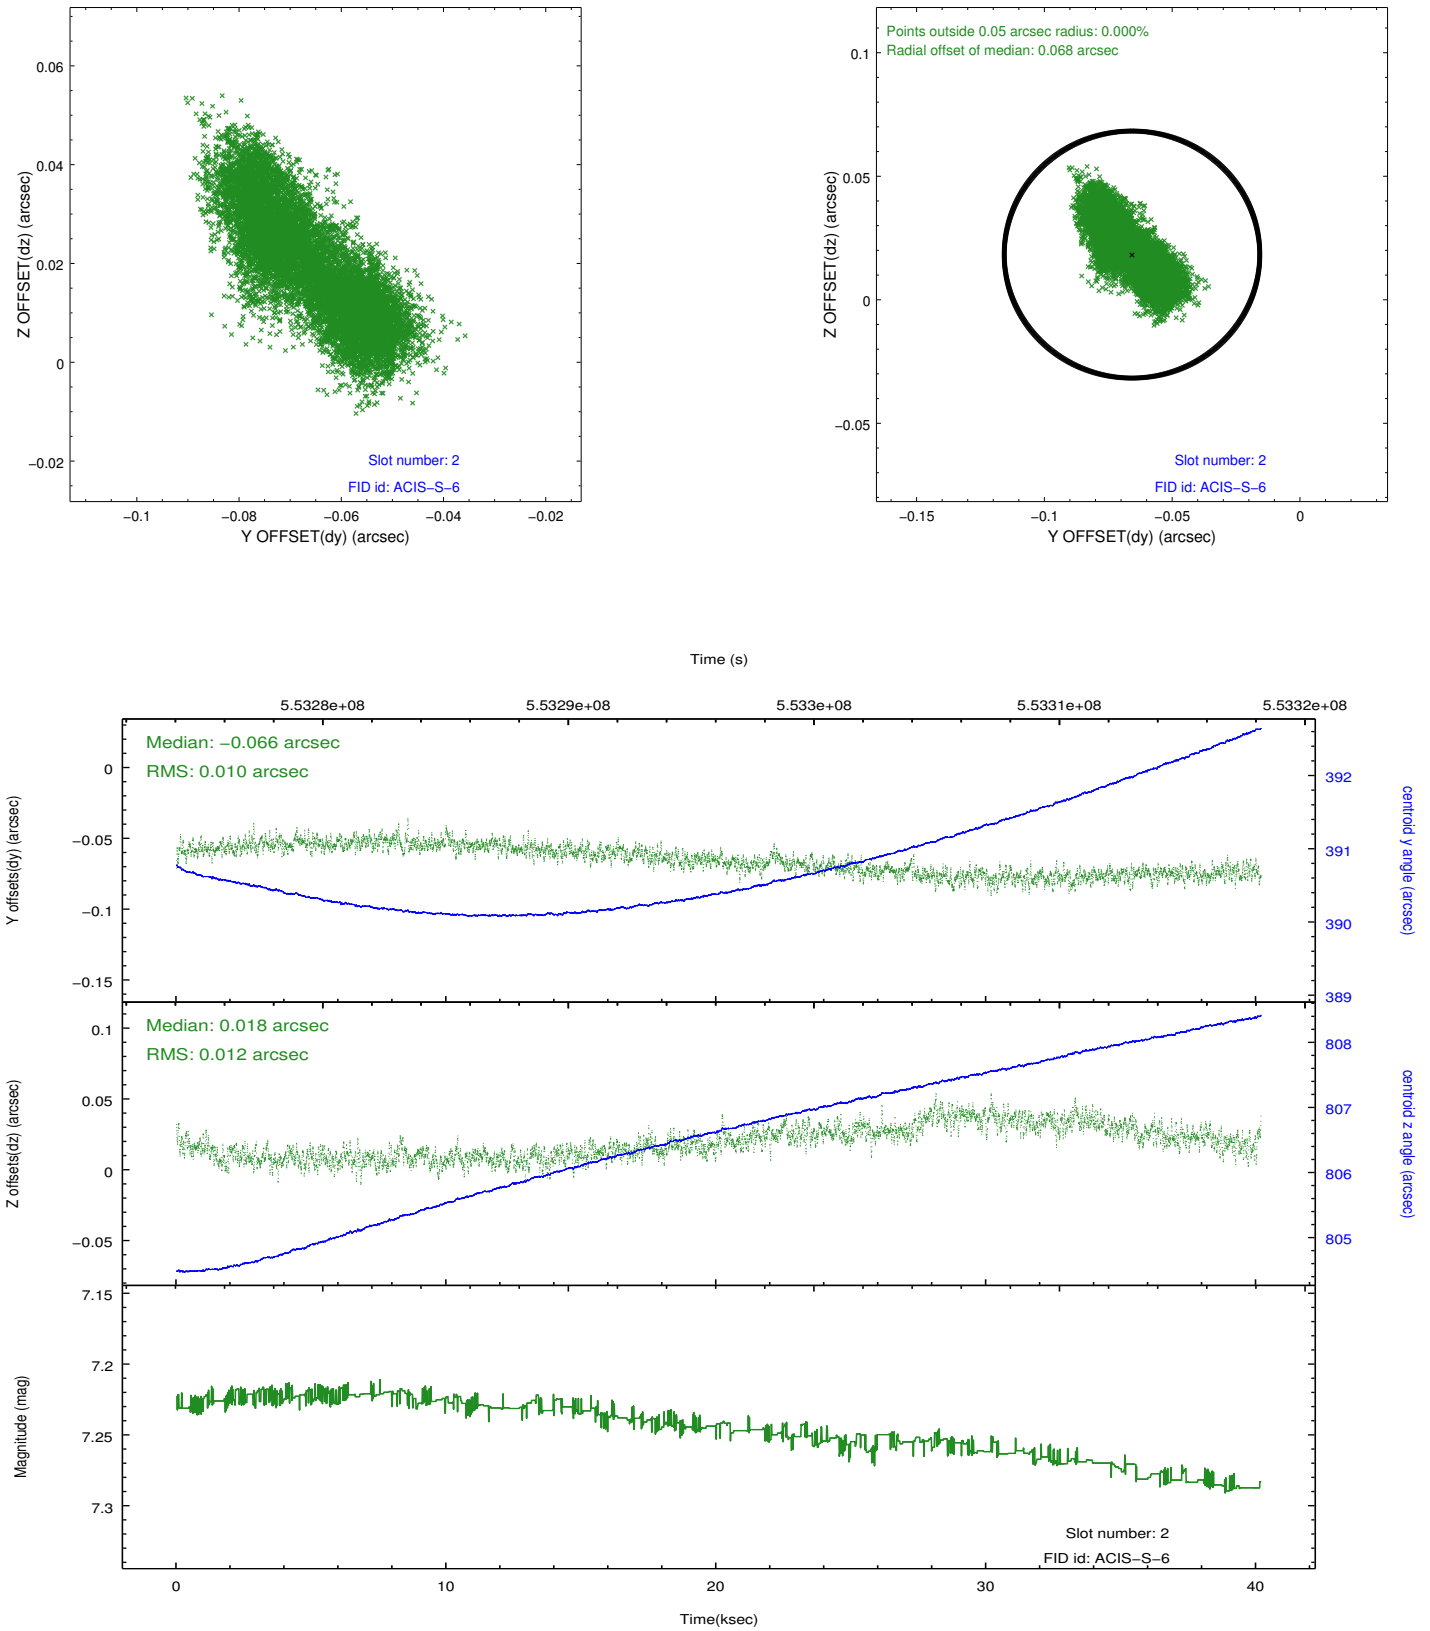 0.06
0.04
0.02
0
−0.02
Z OFFSET(dz) (arcsec)
Slot number: 2
FID id: ACIS−S−6
−0.1
−0.08
−0.06
−0.04
−0.02
Y OFFSET(dy) (arcsec)
Points outside 0.05 arcsec radius: 0.000%
Radial offset of median: 0.068 arcsec
0.1
0.05
0
−0.05
Z OFFSET(dz) (arcsec)
Slot number: 2
FID id: ACIS−S−6
−0.15
−0.1
−0.05
0
Y OFFSET(dy) (arcsec)
Time (s)
5.5328e+08
5.5329e+08
5.533e+08
5.5331e+08
5.5332e+08
Median: −0.066 arcsec
RMS: 0.010 arcsec
0
−0.05
−0.1
−0.15
Y offsets(dy) (arcsec)
392
391
390
389
centroid y angle (arcsec)
Median: 0.018 arcsec
RMS: 0.012 arcsec
0.1
0.05
0
−0.05
Z offsets(dz) (arcsec)
808
807
806
805
centroid z angle (arcsec)
7.15
7.2
7.25
7.3
Magnitude (mag)
Slot number: 2
FID id: ACIS−S−6
0
10
20
30
40
Time(ksec)